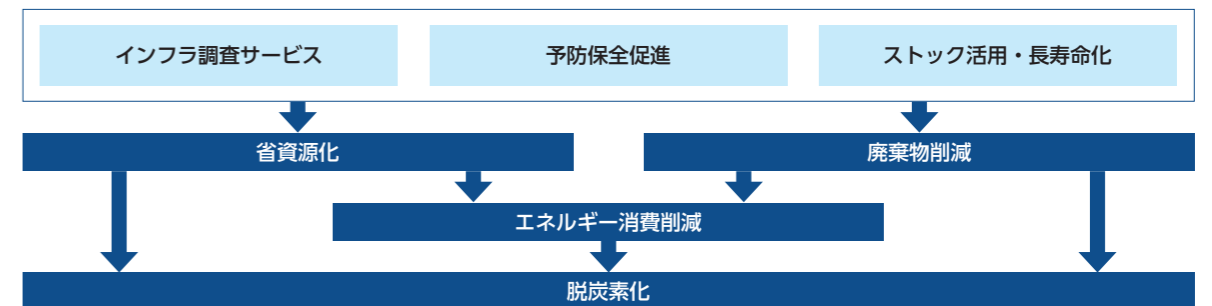 インフラ調査サービス
予防保全促進
ストック活用・長寿命化
省資源化
廃棄物削減
エネルギー消費削減
脱炭素化